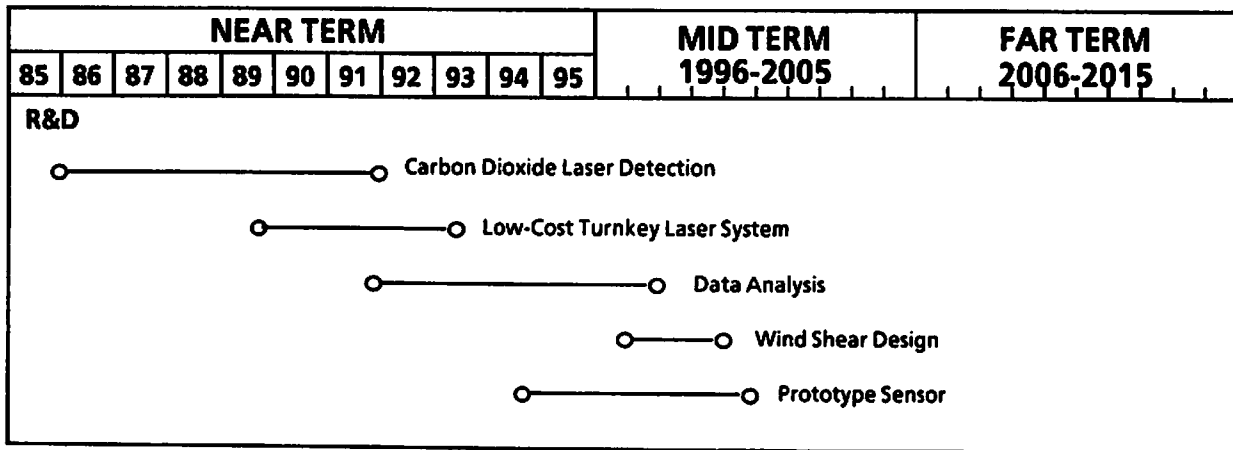 NEAR TERM
MID TERM
FAR TERM
85 86 87 88 89 90 91 92 93 94 95
1996-2005
2006-2015
R&D
Carbon Dioxide Laser Detection
Low-Cost Turnkey Laser System
Data Analysis
Wind Shear Design
Prototype Sensor